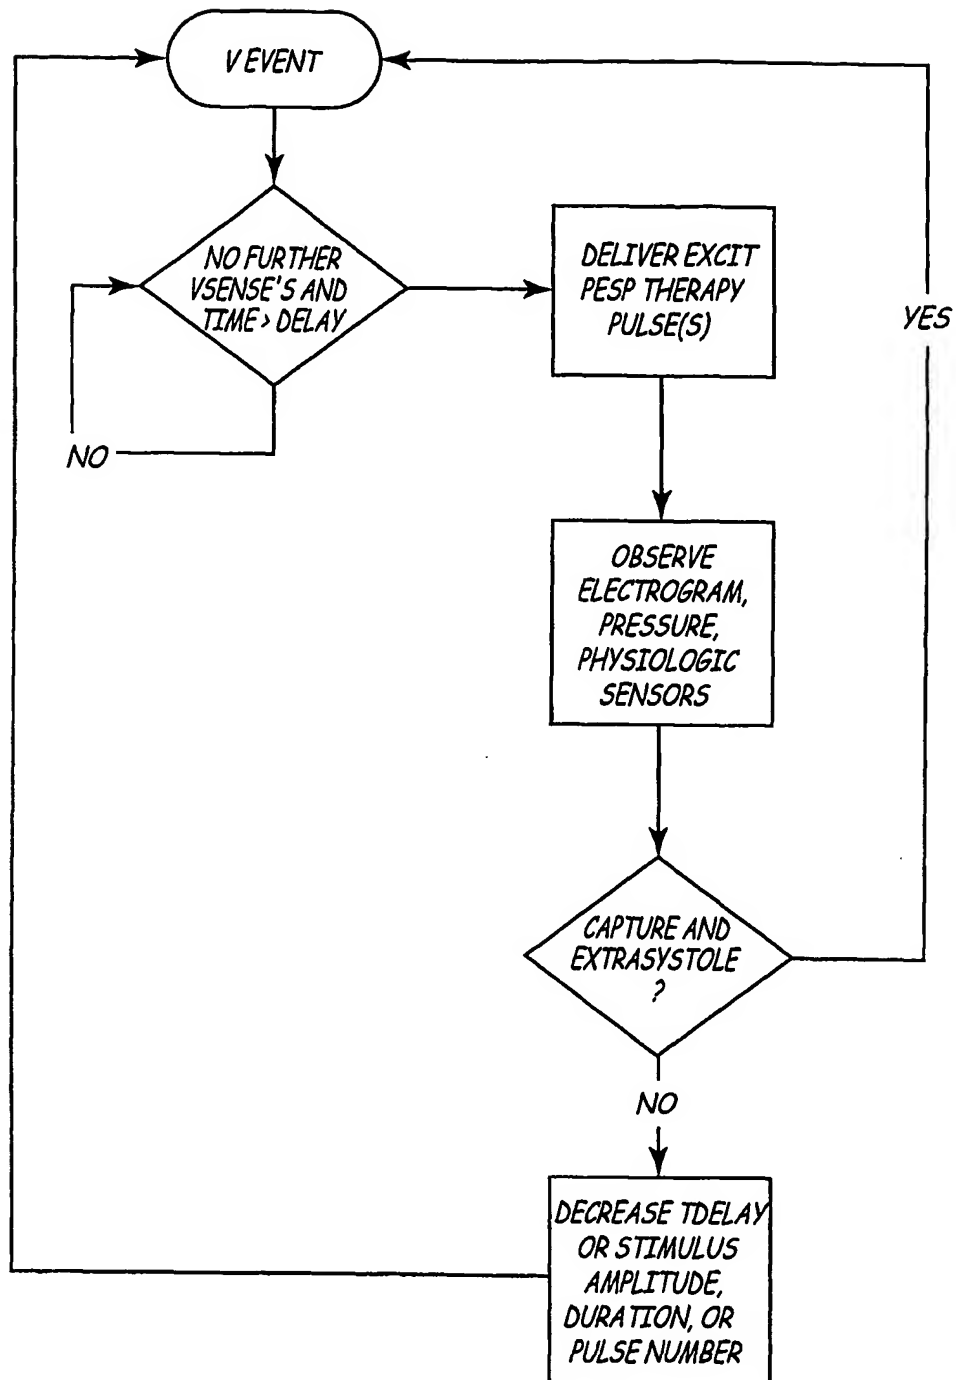 V EVENT
NO FURTHER
VSENSE'S AND
TIME > DELAY
NO
DELIVER EXCIT
PESP THERAPY
PULSE(S)
YES
OBSERVE
ELECTROGRAM,
PRESSURE,
PHYSIOLOGIC
SENSORS
CAPTURE AND
EXTRASYSTOLE
?
NO
DECREASE TDELAY
OR STIMULUS
AMPLITUDE,
DURATION, OR
PULSE NUMBER